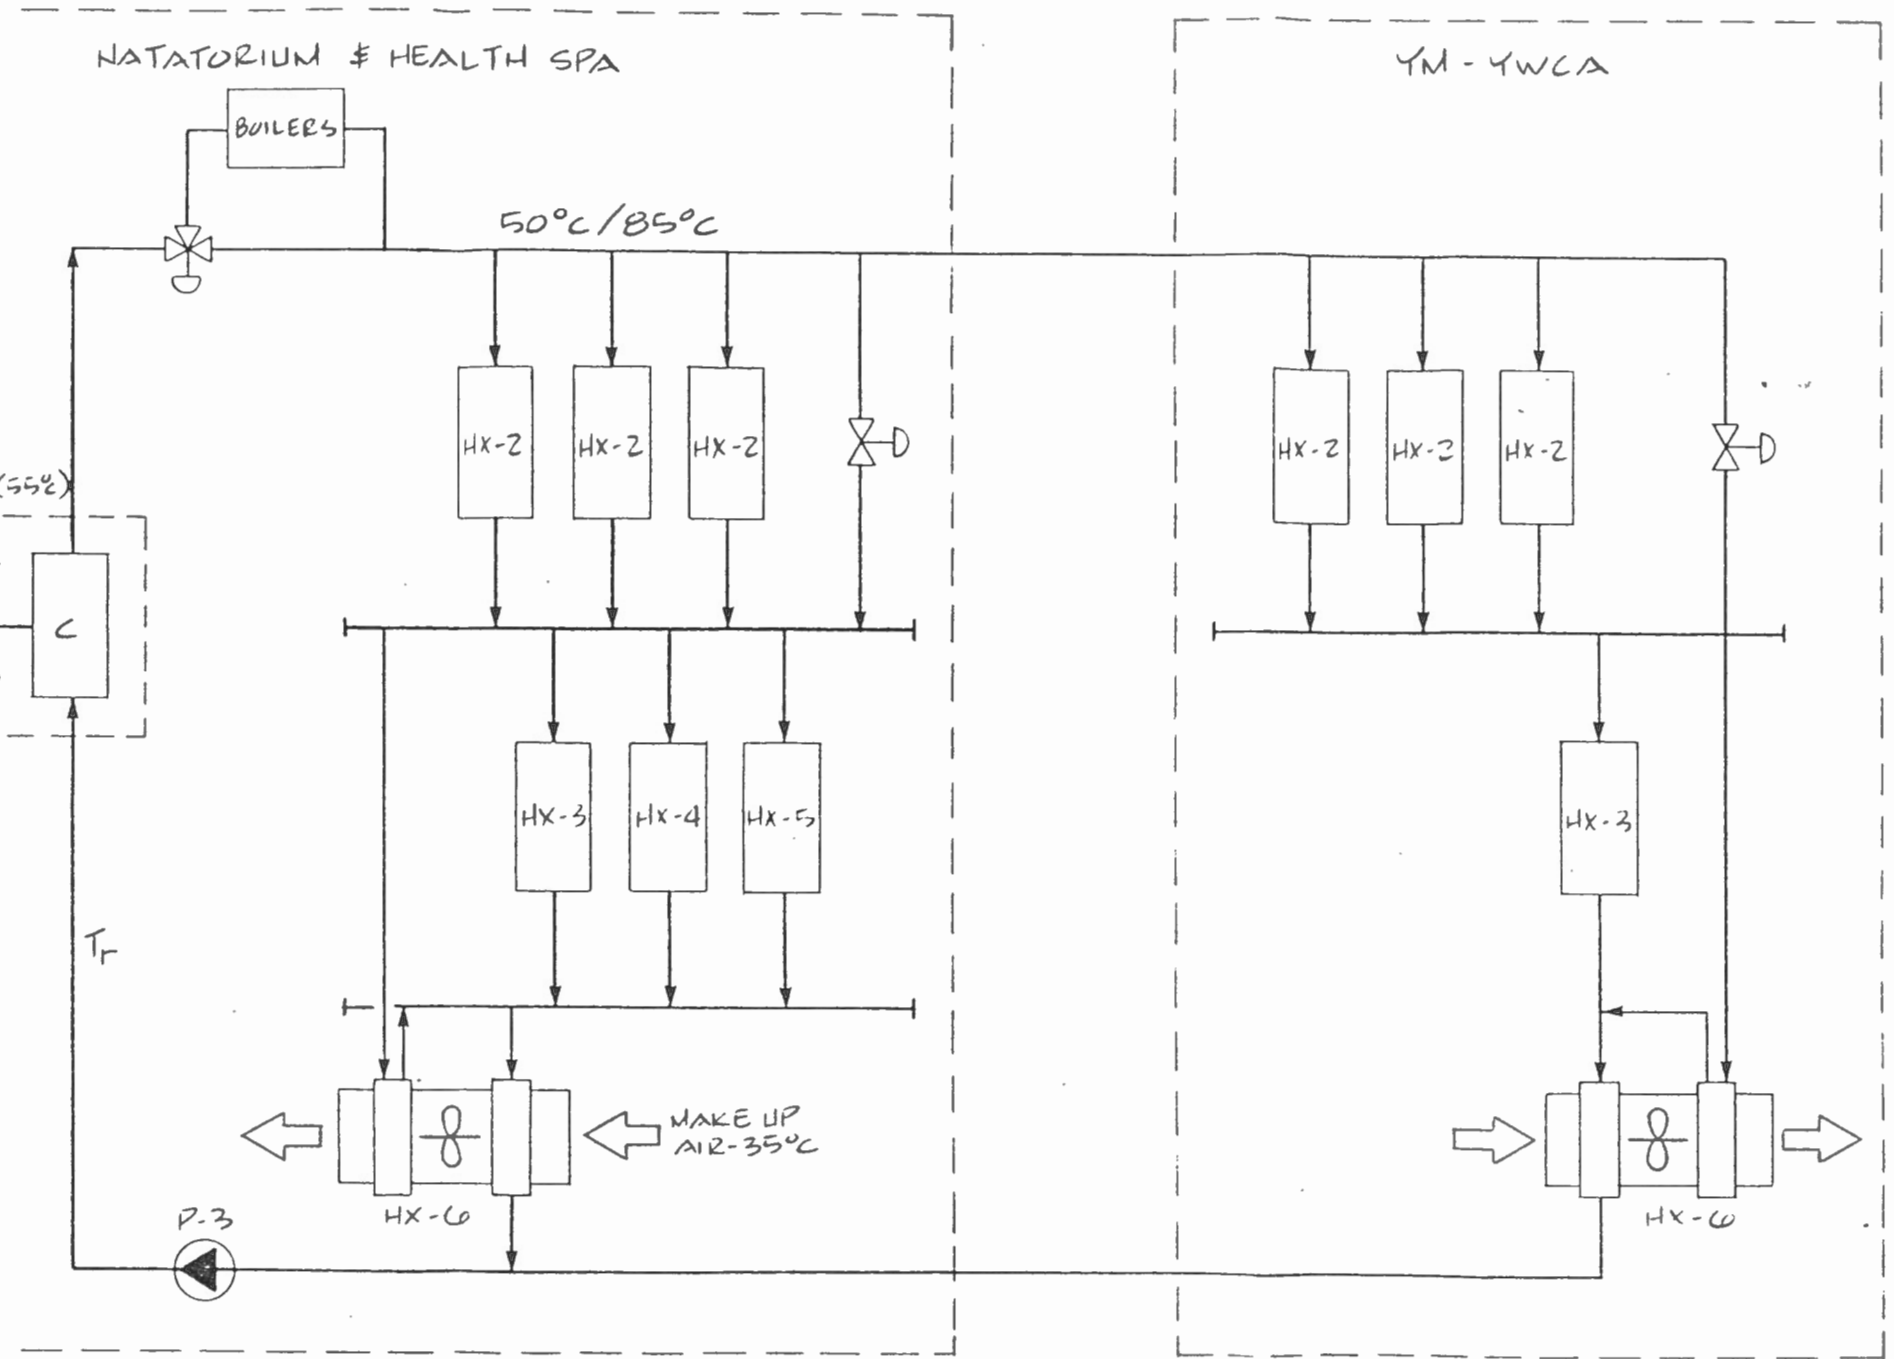 NATATORIUM & HEALTH SPA
YM - YWCA
BOILERS
50°C/85°C
HX-2
HX-2
HX-2
HX-2
HX-2
HX-2
(55°C)
C
HX-3
HX-4
HX-5
HX-3
Tr
MAKE UP
AIR-35°C
HX-6
HX-6
P-3